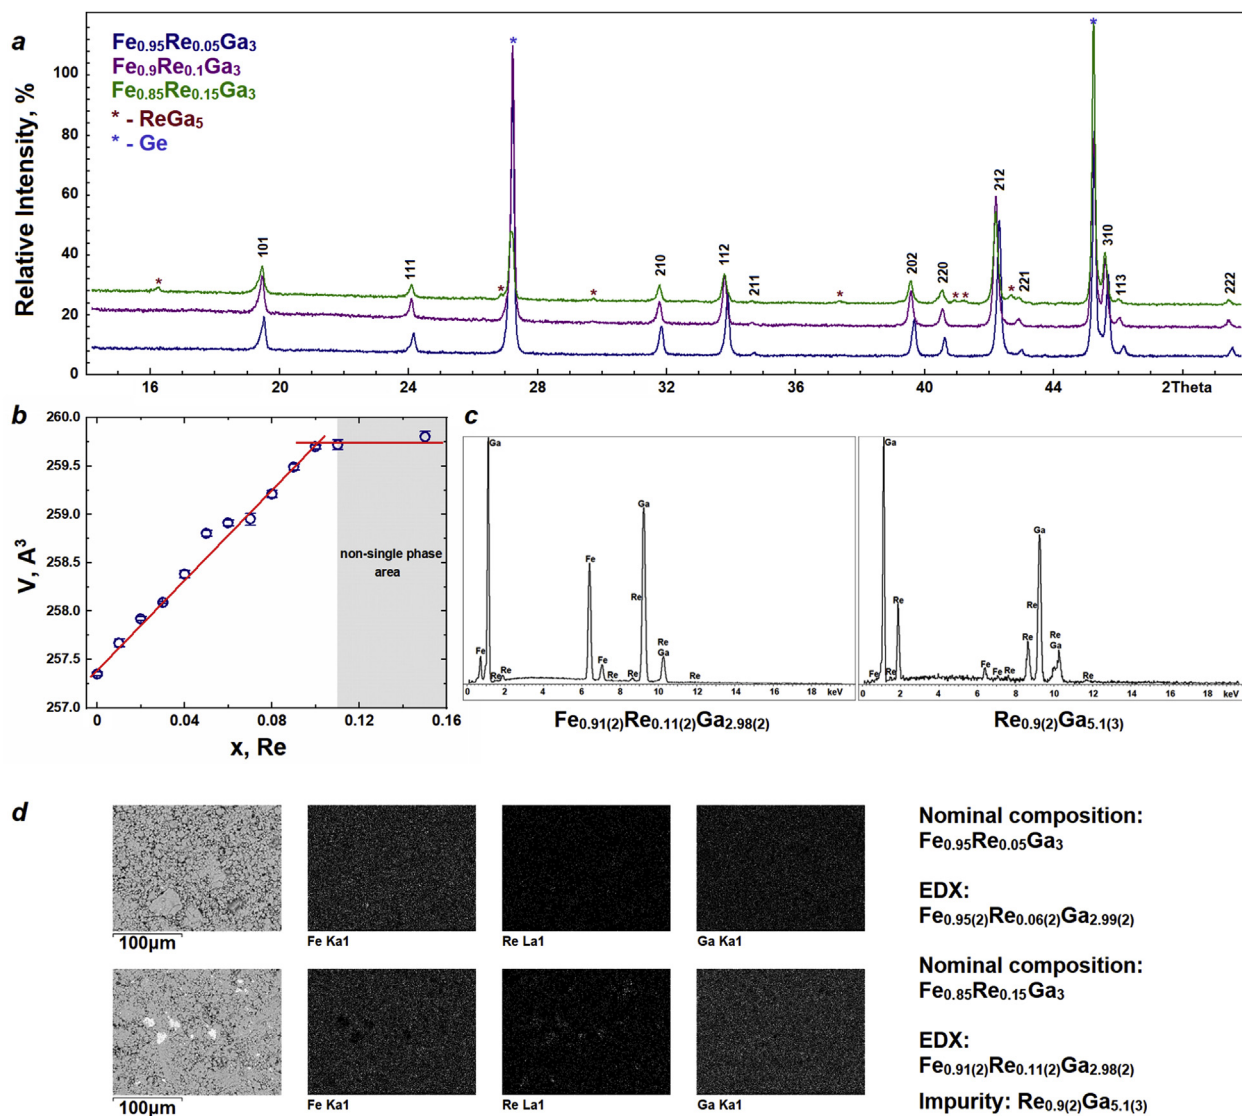 a
Fe0.95Re0.05Ga3
Fe0.9Re0.1Ga3
Fe0.85Re0.15Ga3
* - ReGa5
* - Ge
Relative Intensity, %
100
80
60
40
20
0
* 101 111 * * * 210 112 211 * 202 220 * * 212 * 221 * 310 113 222
16 20 24 28 32 36 40 44 2Theta
b
V, A3
260.0
259.5
259.0
258.5
258.0
257.5
257.0
non-single phase
area
0 0.04 0.08 0.12 0.16
x, Re
c
Ga
Ga
Fe
Re
Re
Fe
Fe
Ga
Re Re
Re Re
Re
0 2 4 6 8 10 12 14 16 18 keV
Fe0.91(2)Re0.11(2)Ga2.98(2)
Ga
Ga
Re
Re
Re
Re
Ga
Fe
Fe Re
Fe Re
Re
0 2 4 6 8 10 12 14 16 18 keV
Re0.9(2)Ga5.1(3)
d
100µm
Fe Ka1
Re La1
Ga Ka1
100µm
Fe Ka1
Re La1
Ga Ka1
Nominal composition:
Fe0.95Re0.05Ga3
EDX:
Fe0.95(2)Re0.06(2)Ga2.99(2)
Nominal composition:
Fe0.85Re0.15Ga3
EDX:
Fe0.91(2)Re0.11(2)Ga2.98(2)
Impurity: Re0.9(2)Ga5.1(3)